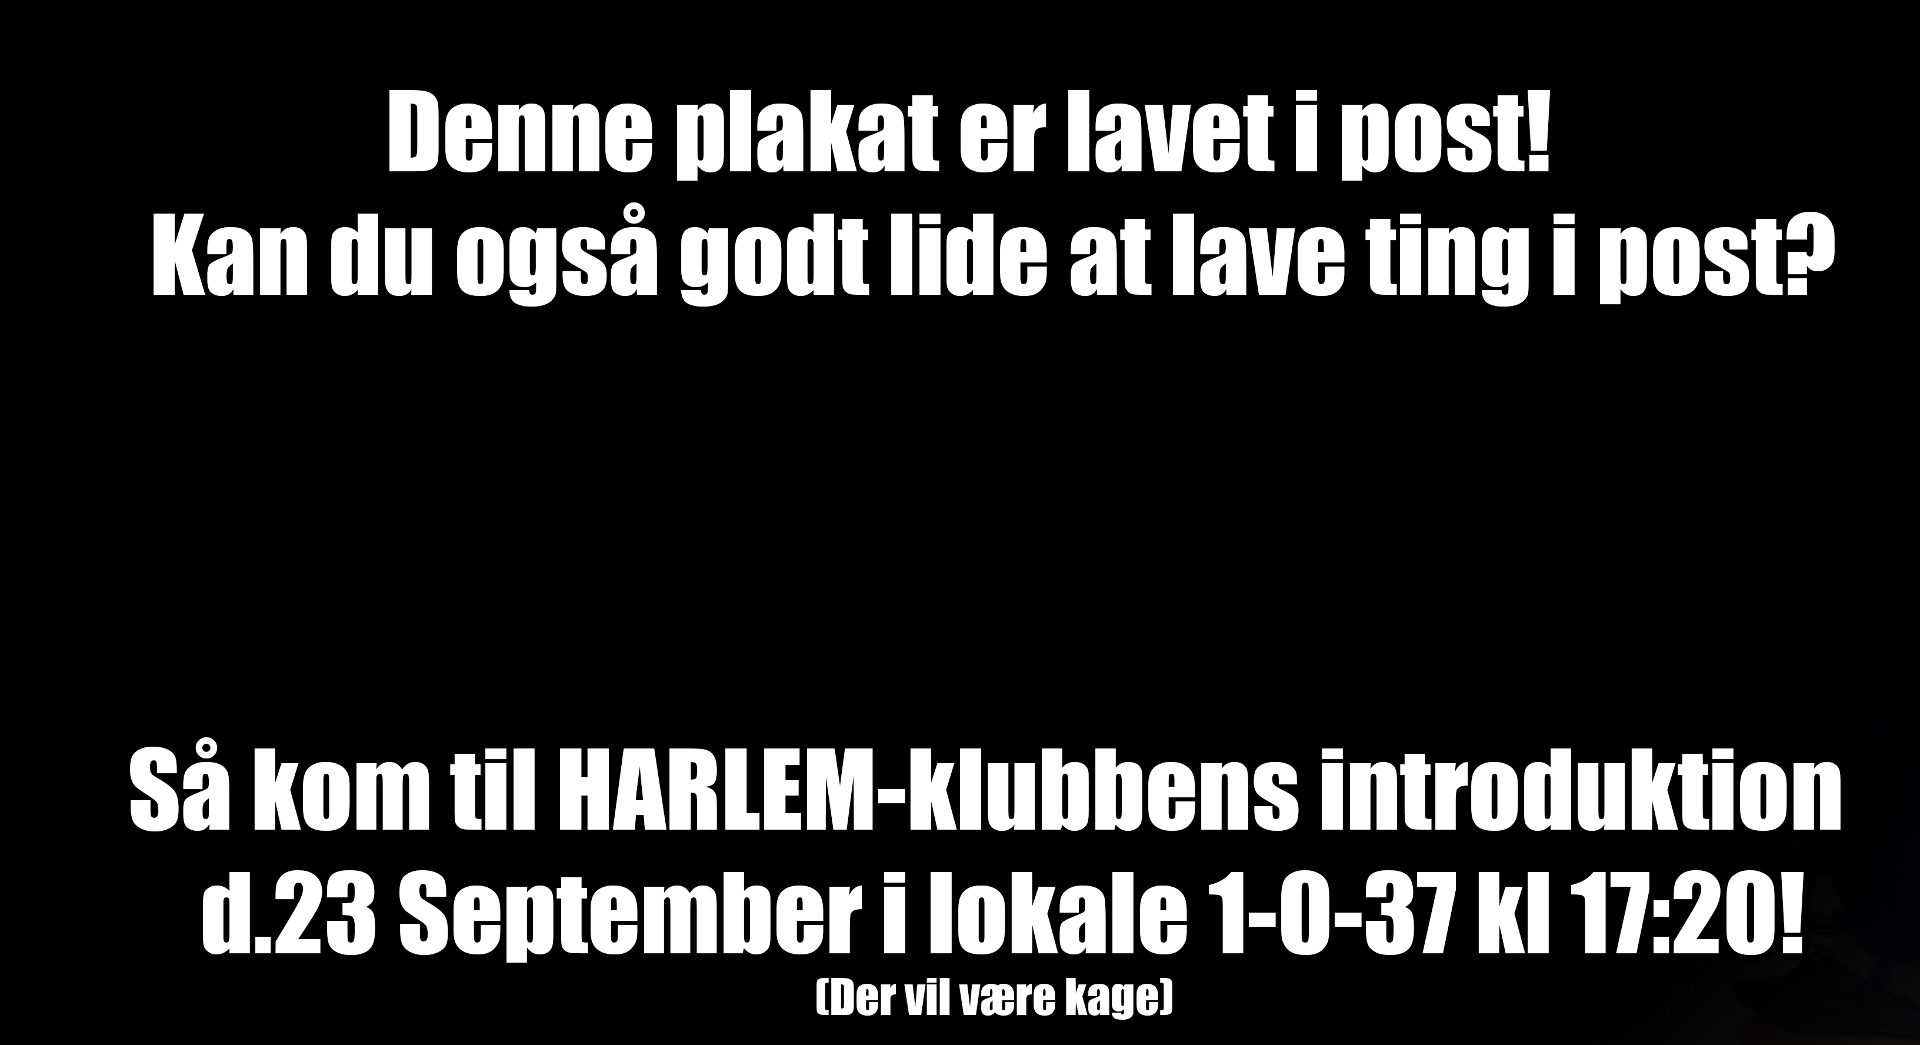 Denne plakat er lavet i post!
Kan du også godt lide at lave ting i post?
Så kom til HARLEM-klubbens introduktion
d.23 September i lokale 1-0-37 kl 17:20!
(Der vil være kage)